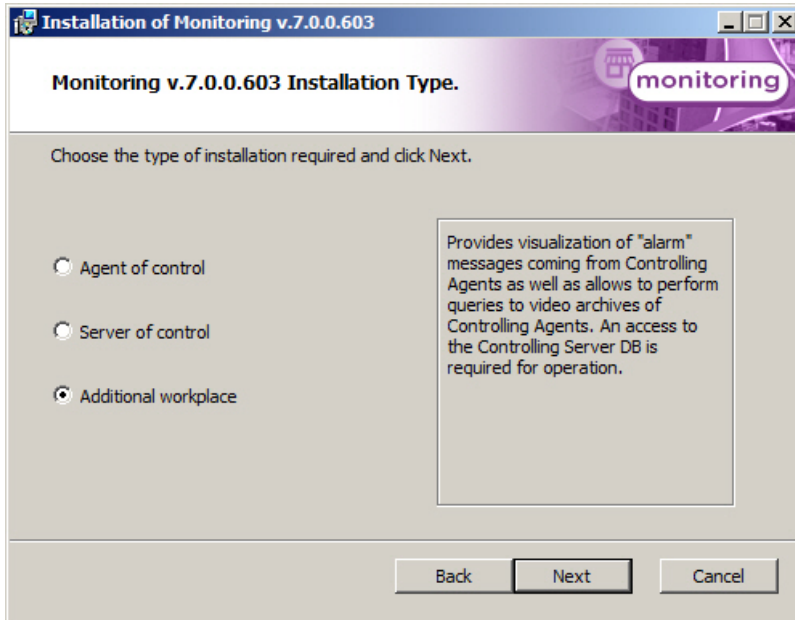 Installation of Monitoring v.7.0.0.603
Monitoring v.7.0.0.603 Installation Type.
monitoring
Choose the type of installation required and click Next.
Agent of control
Server of control
Additional workplace
Provides visualization of "alarm"
messages coming from Controlling
Agents as well as allows to perform
queries to video archives of
Controlling Agents. An access to
the Controlling Server DB is
required for operation.
Back
Next
Cancel